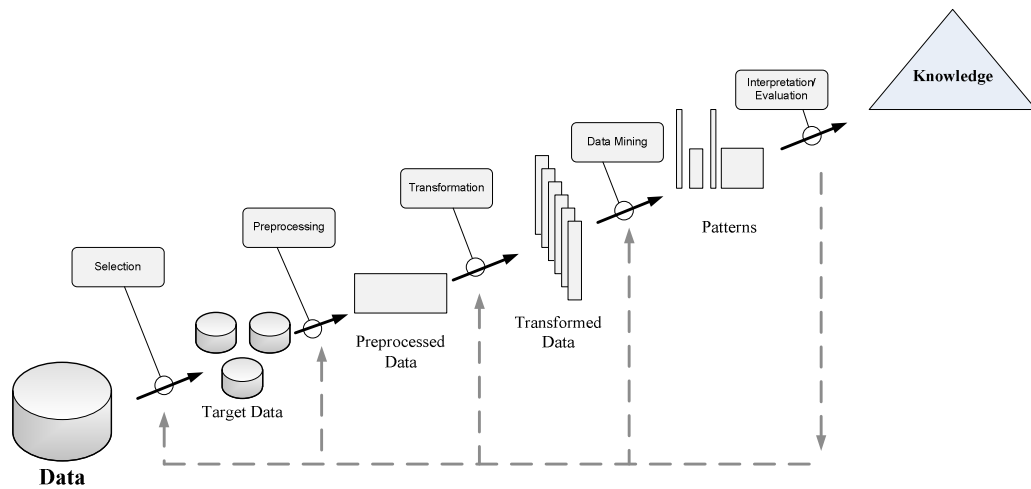 Interpretation/
Evaluation
Knowledge
Data Mining
Transformation
Patterns
Preprocessing
Selection
Transformed
Data
Preprocessed
Data
Target Data
Data